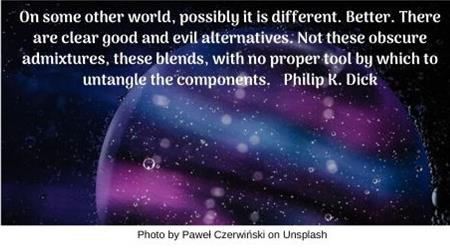 On some other world, possibly it is different. Better. There
are clear good and evil alternatives. Not these obscure
admixtures, these blends, with no proper tool by which to
untangle the components. Philip K. Dick
Photo by Paweł Czerwiński on Unsplash